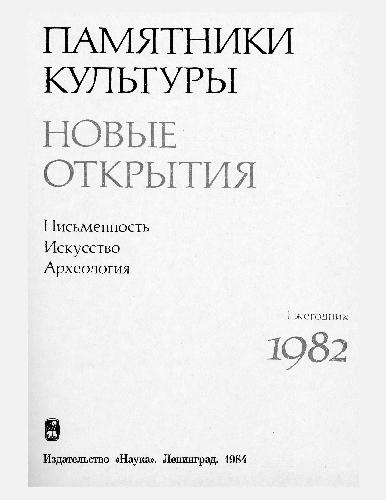 ПАМЯТНИКИ
КУЛЬТУРЫ
НОВЫЕ
ОТКРЫТИЯ
Письменность
Искусство
Археология
Ежегодник
1982
Издательство «Наука». Ленинград. 1984